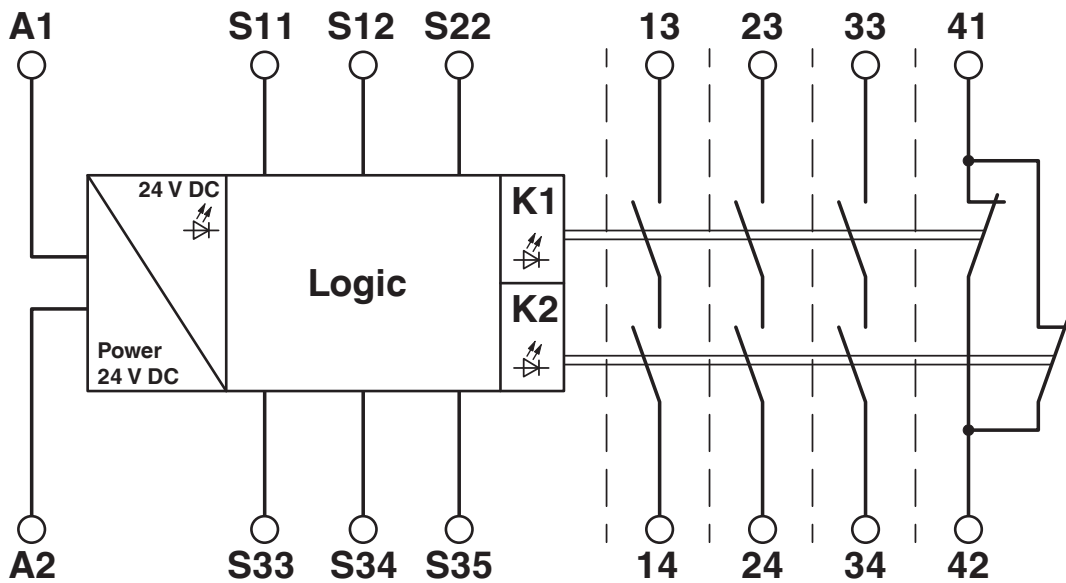 A1 S11 S12 S22 13 23 33 41
24 V DC
K1
Logic
K2
Power
24 V DC
A2 S33 S34 S35 14 24 34 42